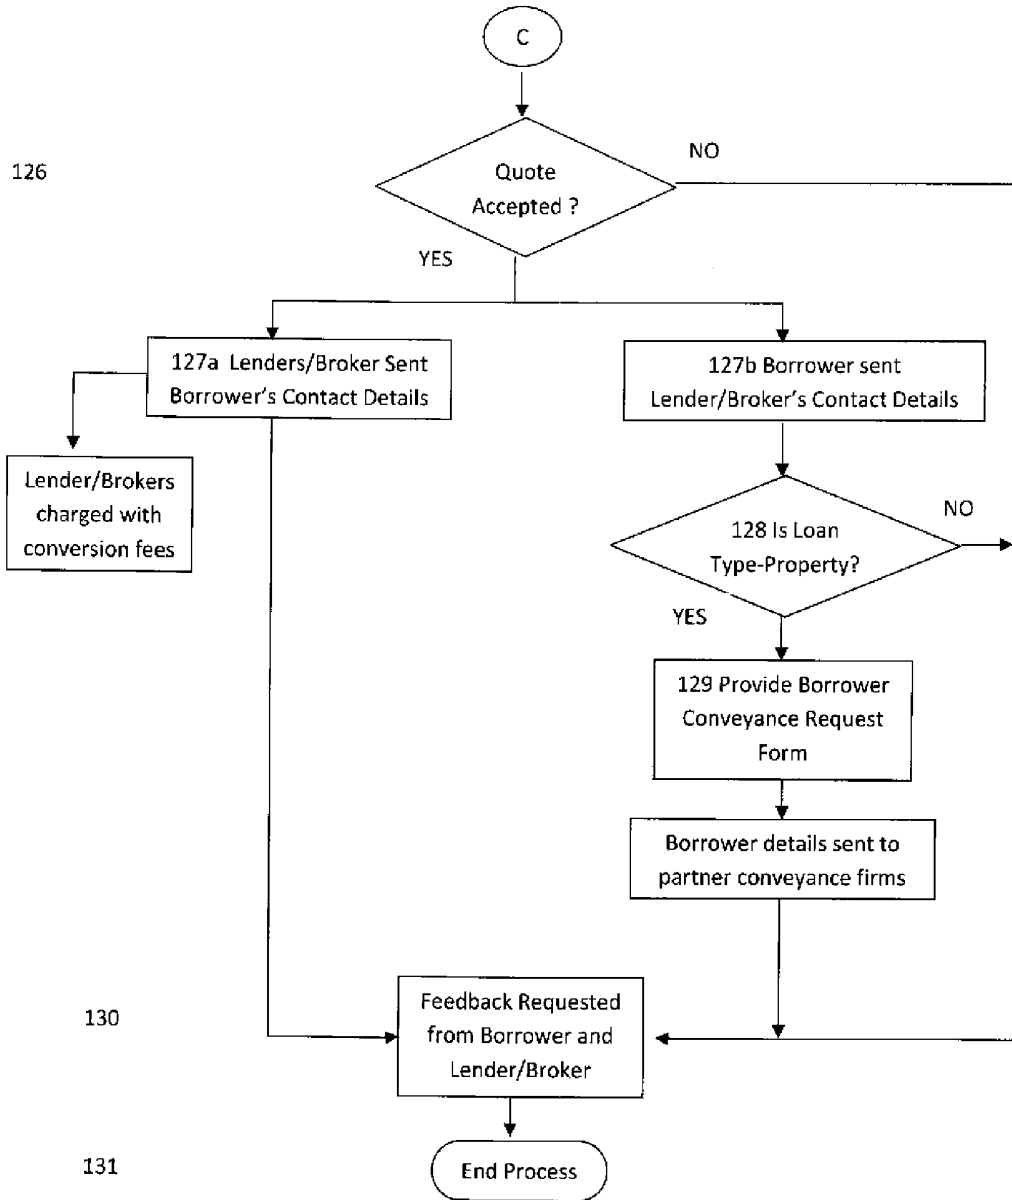 C
126
Quote
Accepted ?
NO
YES
127a Lenders/Broker Sent
Borrower's Contact Details
127b Borrower sent
Lender/Broker's Contact Details
Lender/Brokers
charged with
conversion fees
128 Is Loan
Type-Property?
NO
YES
129 Provide Borrower
Conveyance Request
Form
Borrower details sent to
partner conveyance firms
130
Feedback Requested
from Borrower and
Lender/Broker
131
End Process